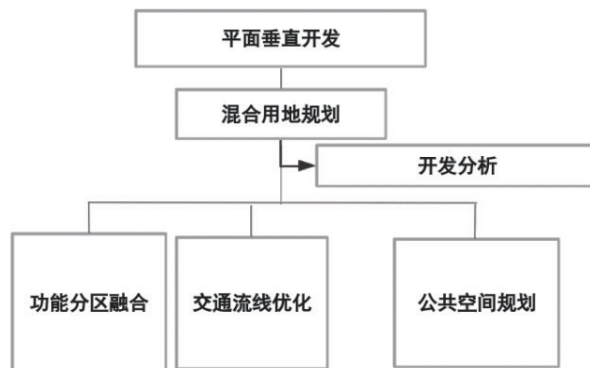 平面垂直开发
混合用地规划
开发分析
功能分区融合
交通流线优化
公共空间规划